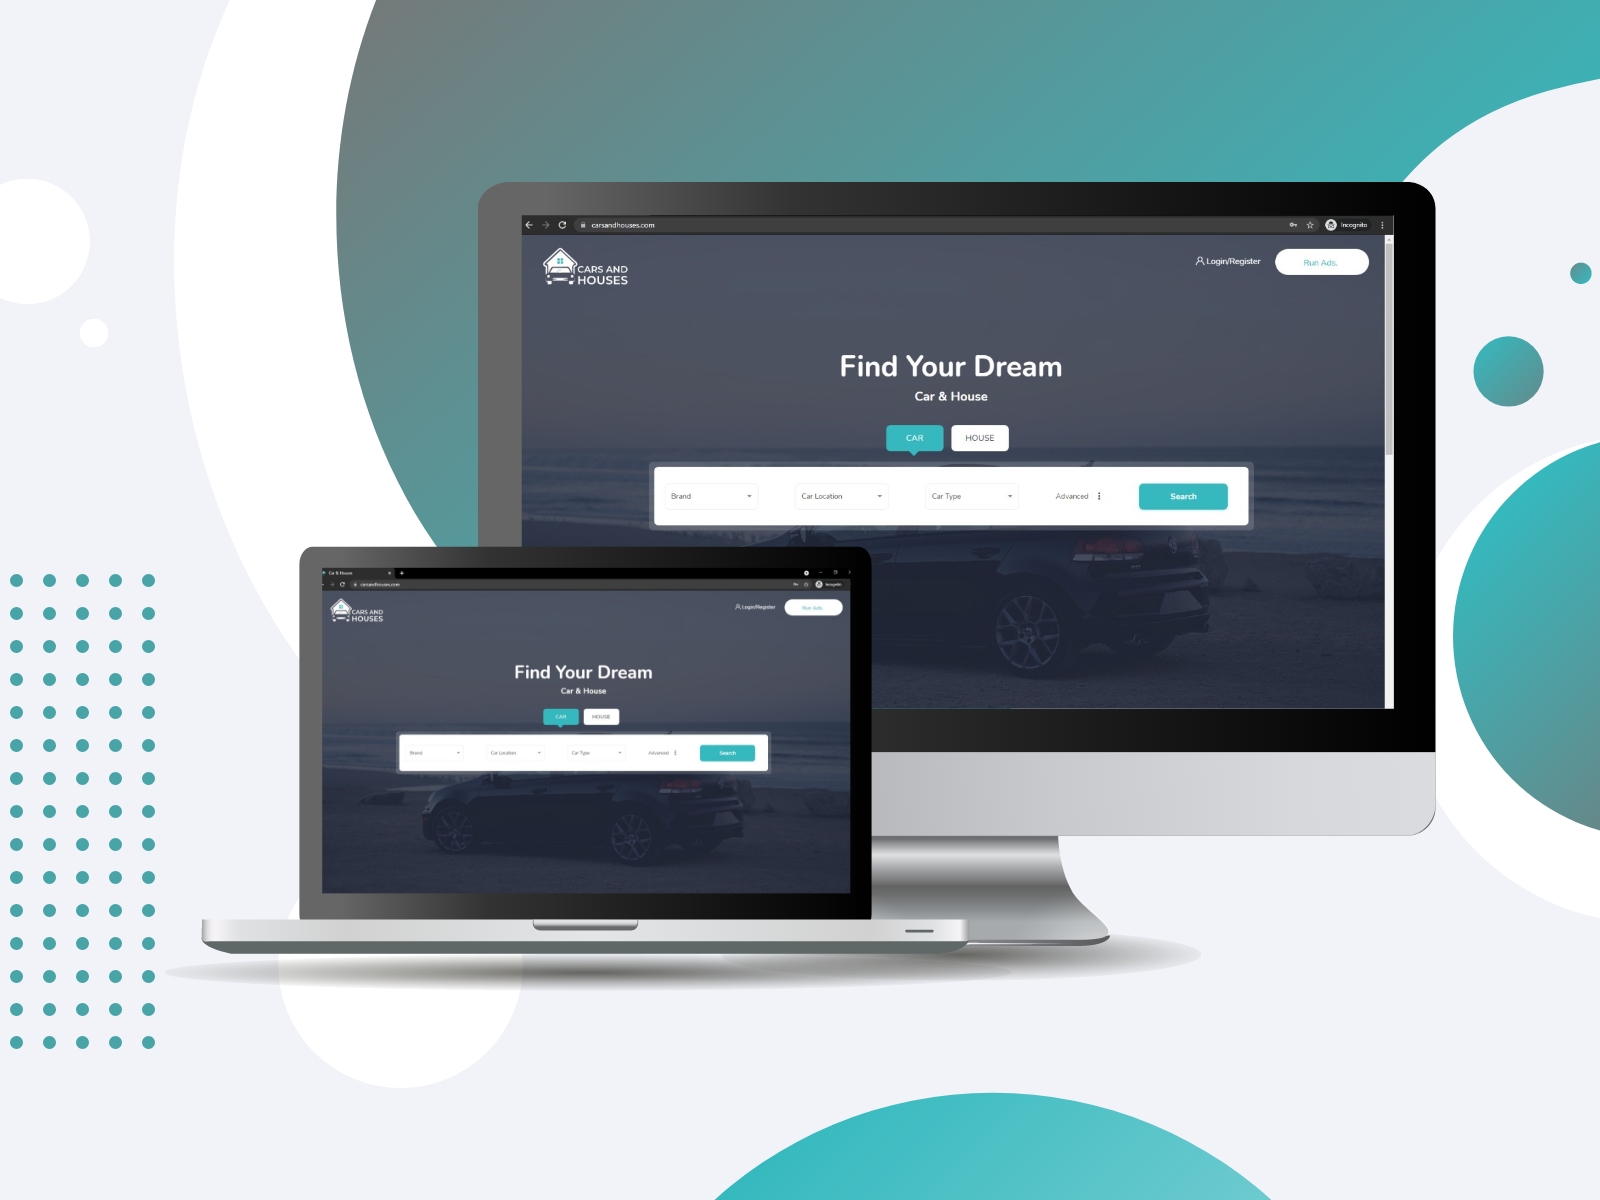 carsandhouses.com
Incognito
CARS AND
HOUSES
Login/Register
Run Ads.
Find Your Dream
Car & House
CAR
HOUSE
Brand
Car Location
Car Type
Advanced
Search
Car & House
carsandhouses.com
Incognito
CARS AND
HOUSES
Login/Register
Run Ads.
Find Your Dream
Car & House
CAR
HOUSE
Brand
Car Location
Car Type
Advanced
Search